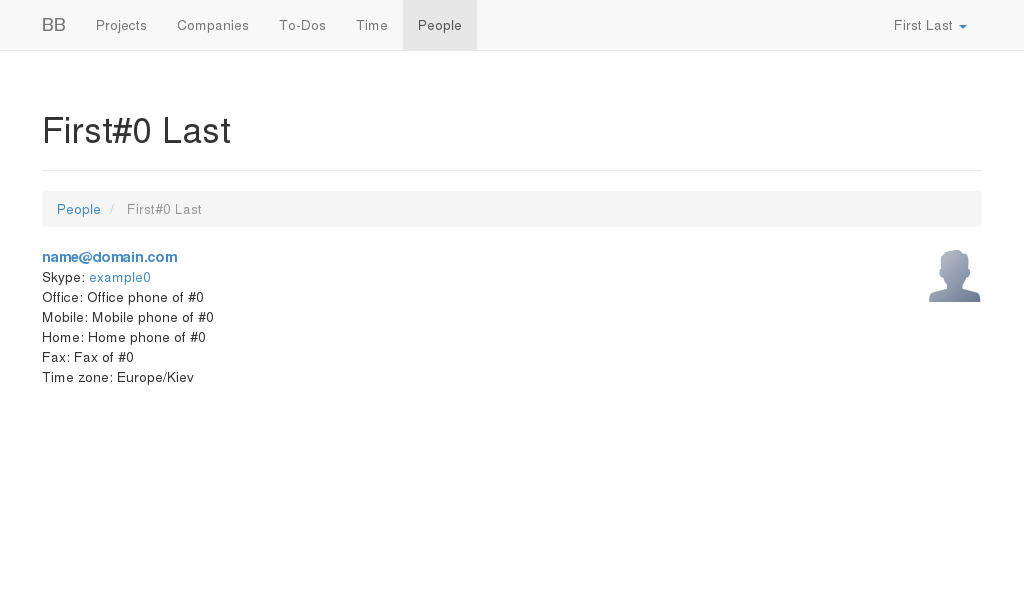 BB Projects Companies To-Dos Time People First Last
First#0 Last
People / First#0 Last
name@domain.com
Skype: example0
Office: Office phone of #0
Mobile: Mobile phone of #0
Home: Home phone of #0
Fax: Fax of #0
Time zone: Europe/Kiev